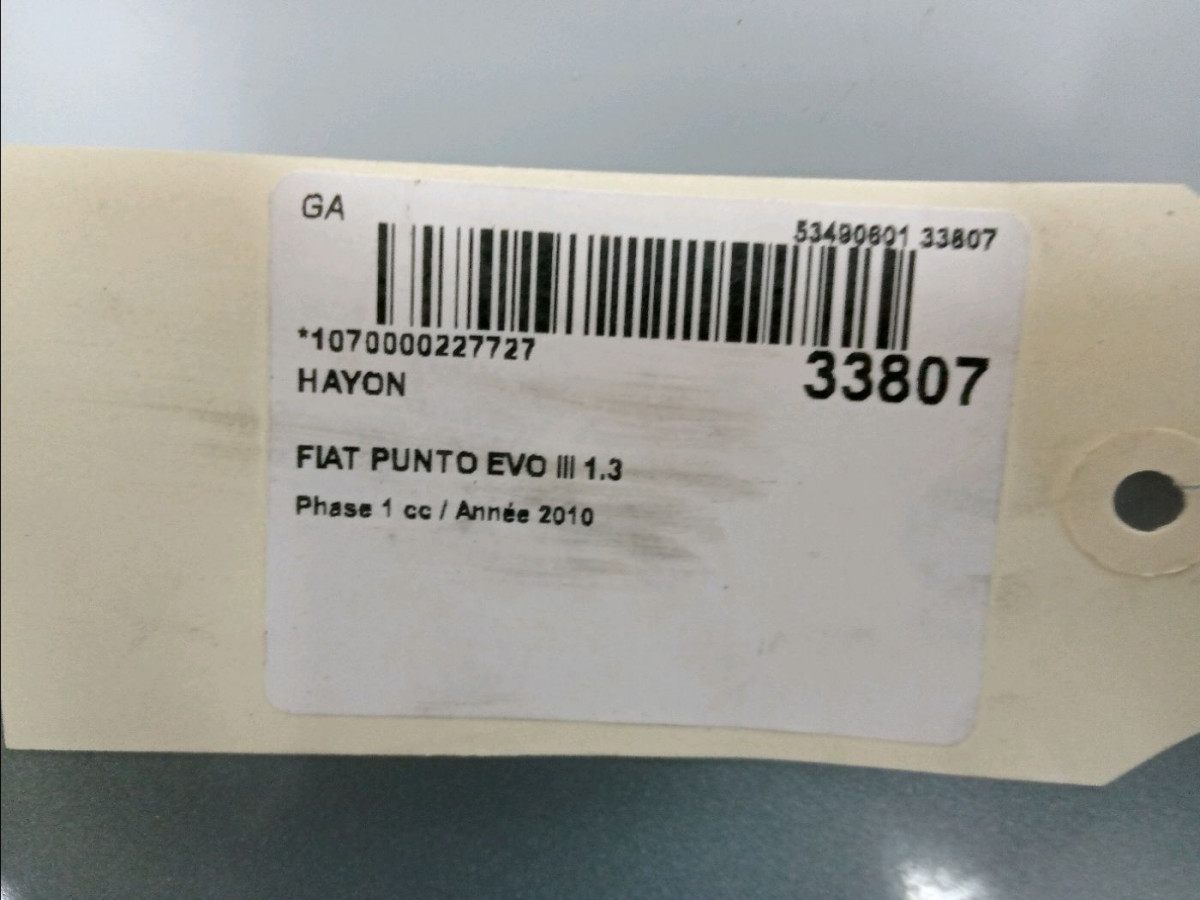 GA
53490601 33807
*1070000227727
33807
HAYON
FIAT PUNTO EVO III 1.3
Phase 1 cc / Année 2010